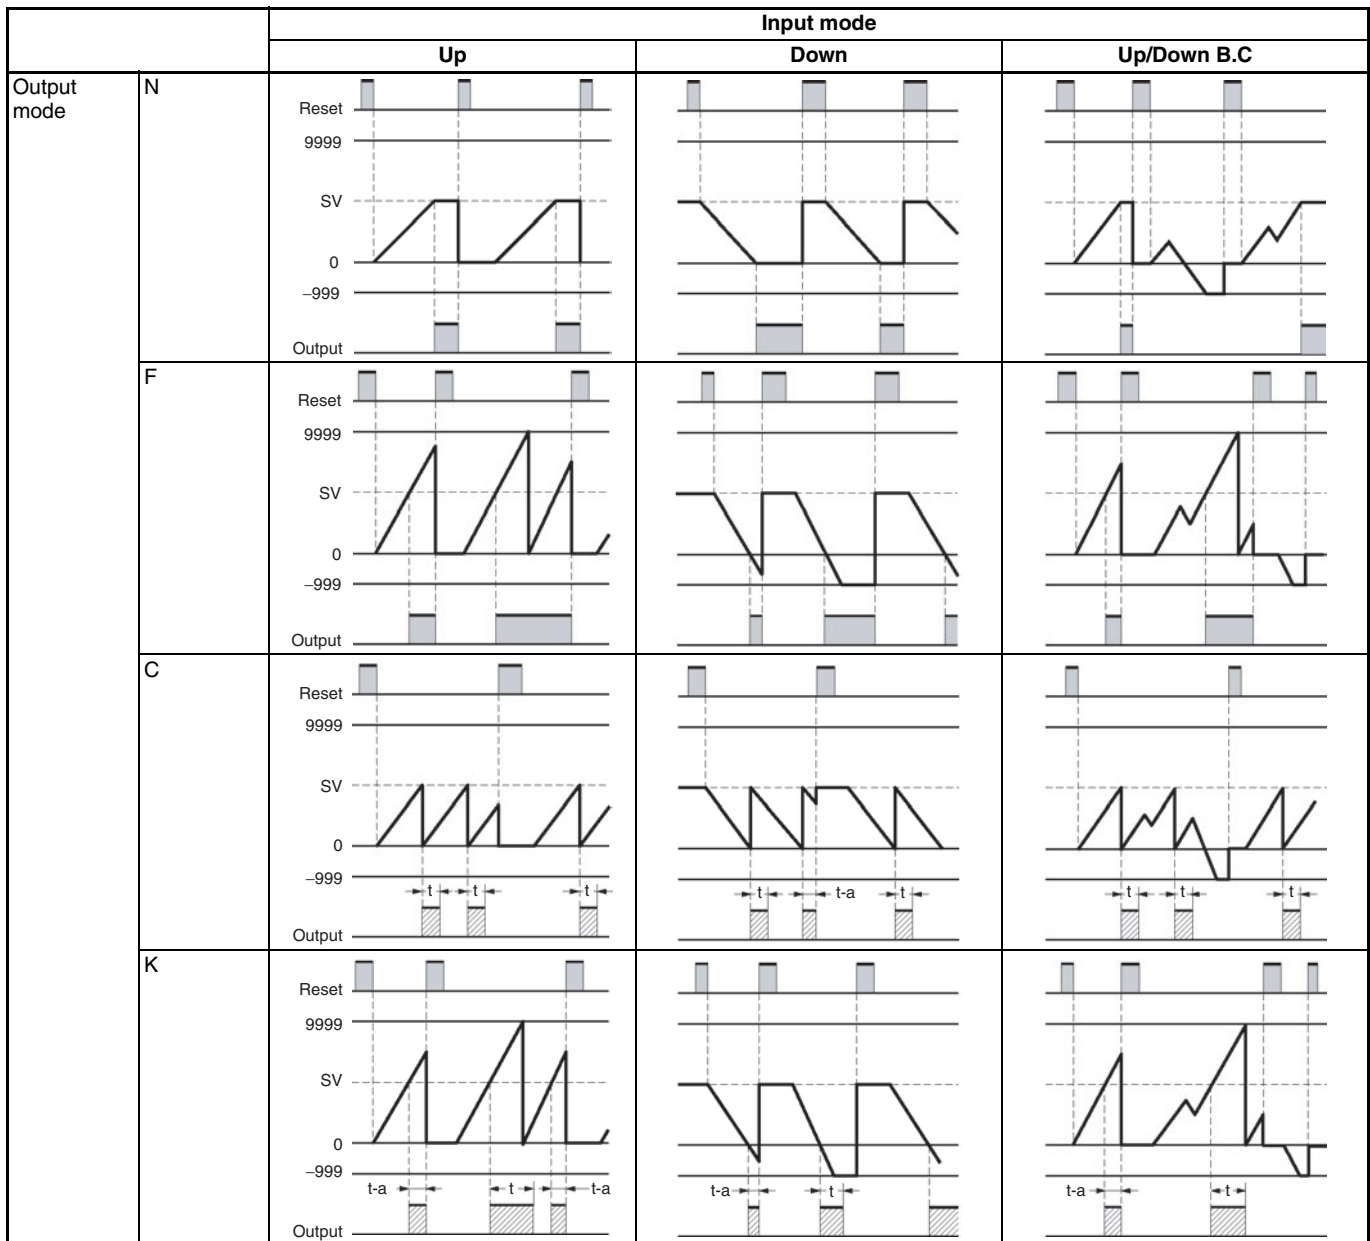 Input mode
Up Down Up/Down B.C
Output mode N
Reset
9999
SV
0
–999
Output
F
Reset
9999
SV
0
–999
Output
C
Reset
9999
SV
0
–999
t t t t t-a t t t t
Output
K
Reset
9999
SV
0
–999
t-a t t-a t-a t t-a t
Output